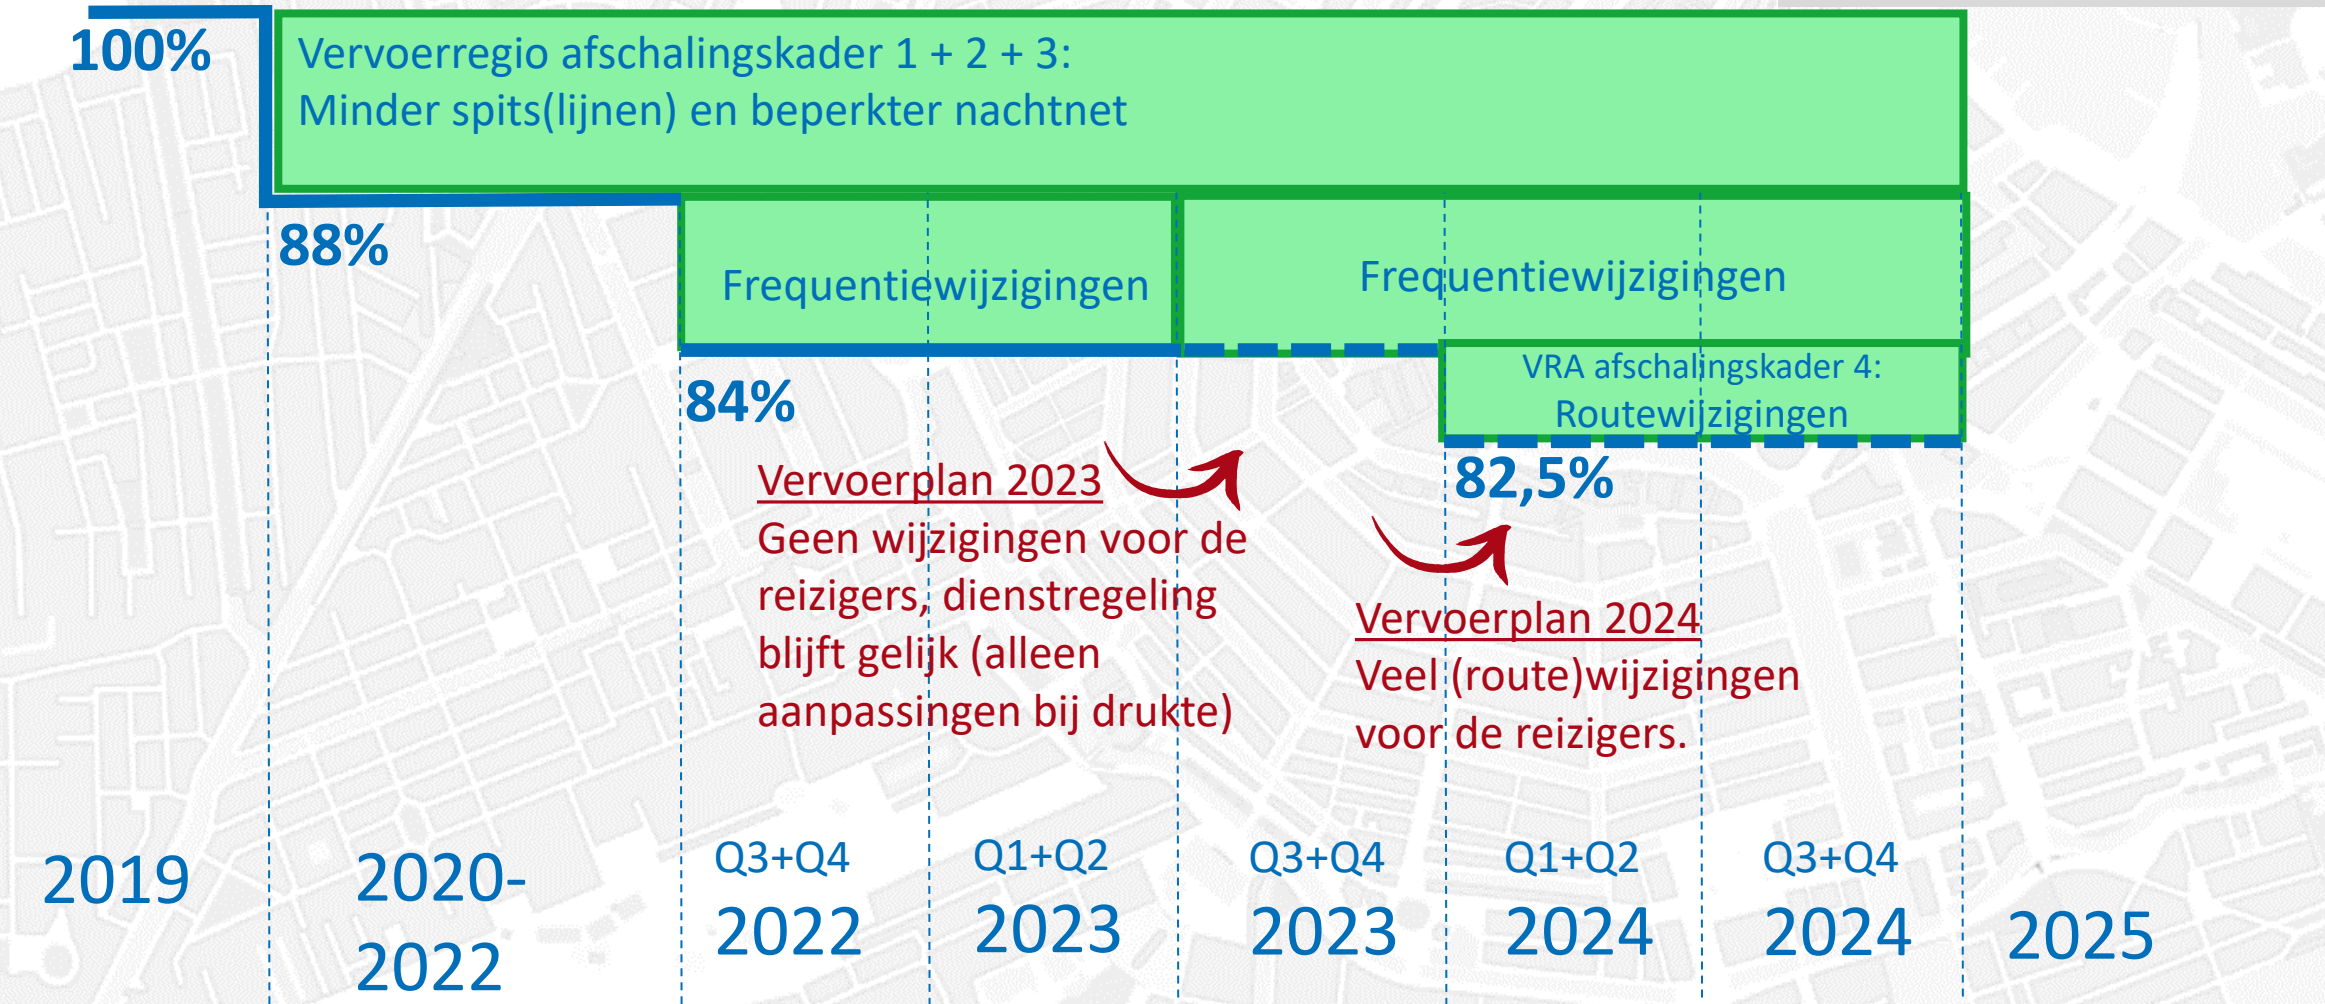 100%
Vervoerregio afschalingskader 1 + 2 + 3:
Minder spits(lijnen) en beperkter nachtnet
88%
Frequentiewijzigingen
Frequentiewijzigingen
84%
VRA afschalingskader 4:
Routewijzigingen
82,5%
Vervoerplan 2023
Geen wijzigingen voor de
reizigers, dienstregeling
blijft gelijk (alleen
aanpassingen bij drukte)
Vervoerplan 2024
Veel (route)wijzigingen
voor de reizigers.
2019
2020-
2022
Q3+Q4
2022
Q1+Q2
2023
Q3+Q4
2023
Q1+Q2
2024
Q3+Q4
2024
2025